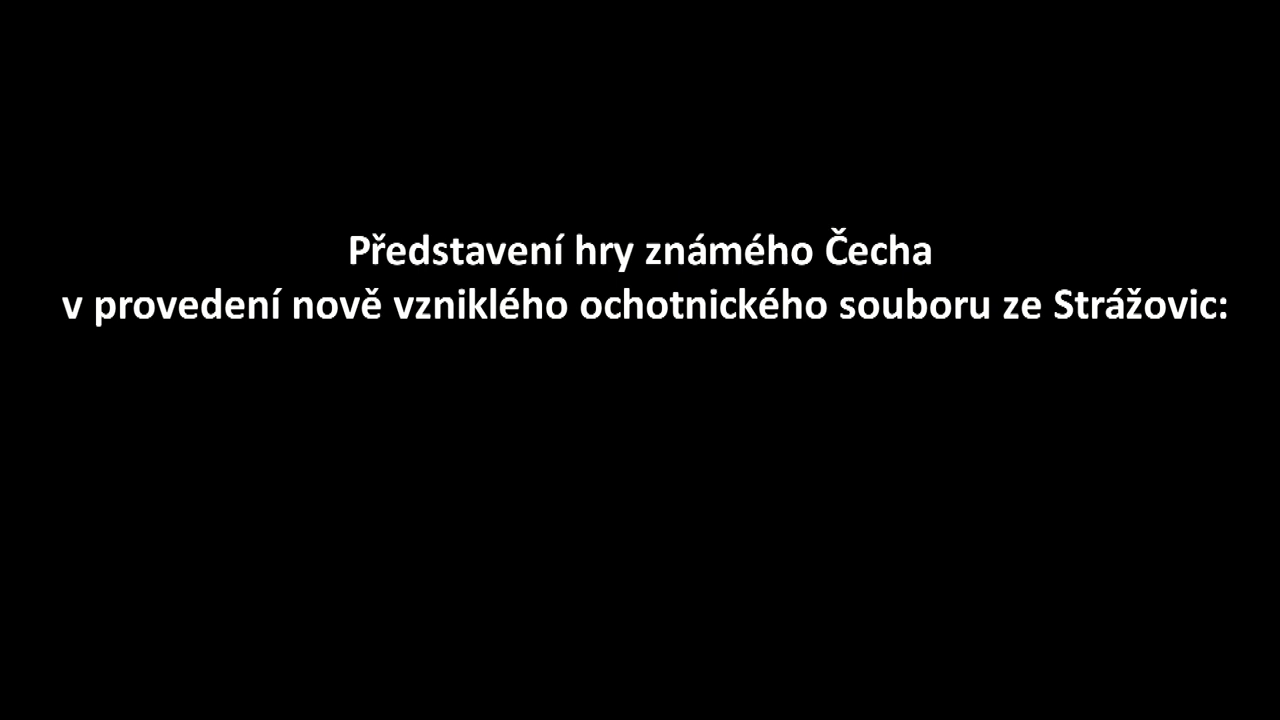 Představení hry známého Čecha
v provedení nově vzniklého ochotnického souboru ze Strážovic: